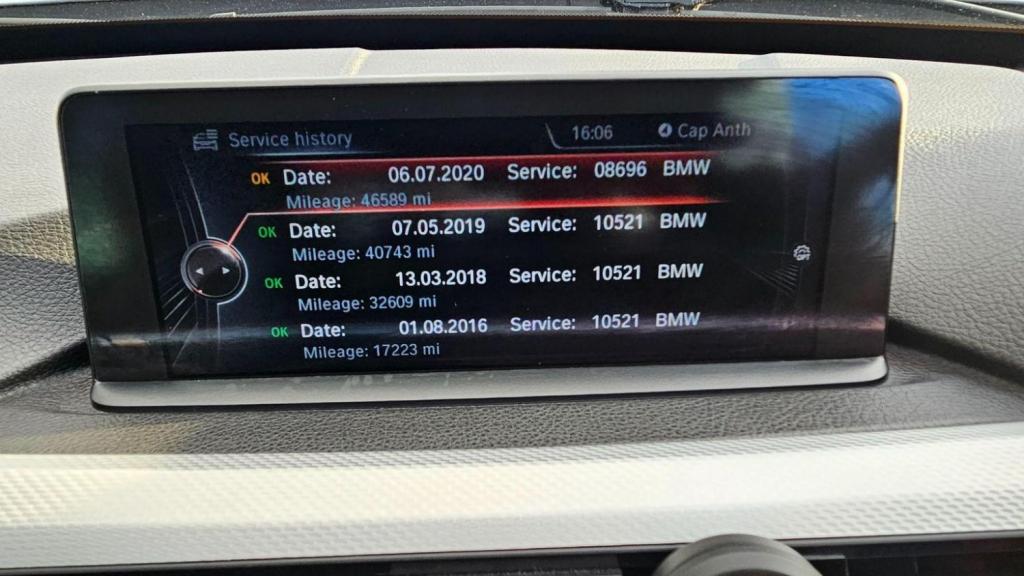 Service history 16:06 Cap Anth
OK Date: 06.07.2020 Service: 08696 BMW
Mileage: 46589 mi
OK Date: 07.05.2019 Service: 10521 BMW
Mileage: 40743 mi
OK Date: 13.03.2018 Service: 10521 BMW
Mileage: 32609 mi
OK Date: 01.08.2016 Service: 10521 BMW
Mileage: 17223 mi